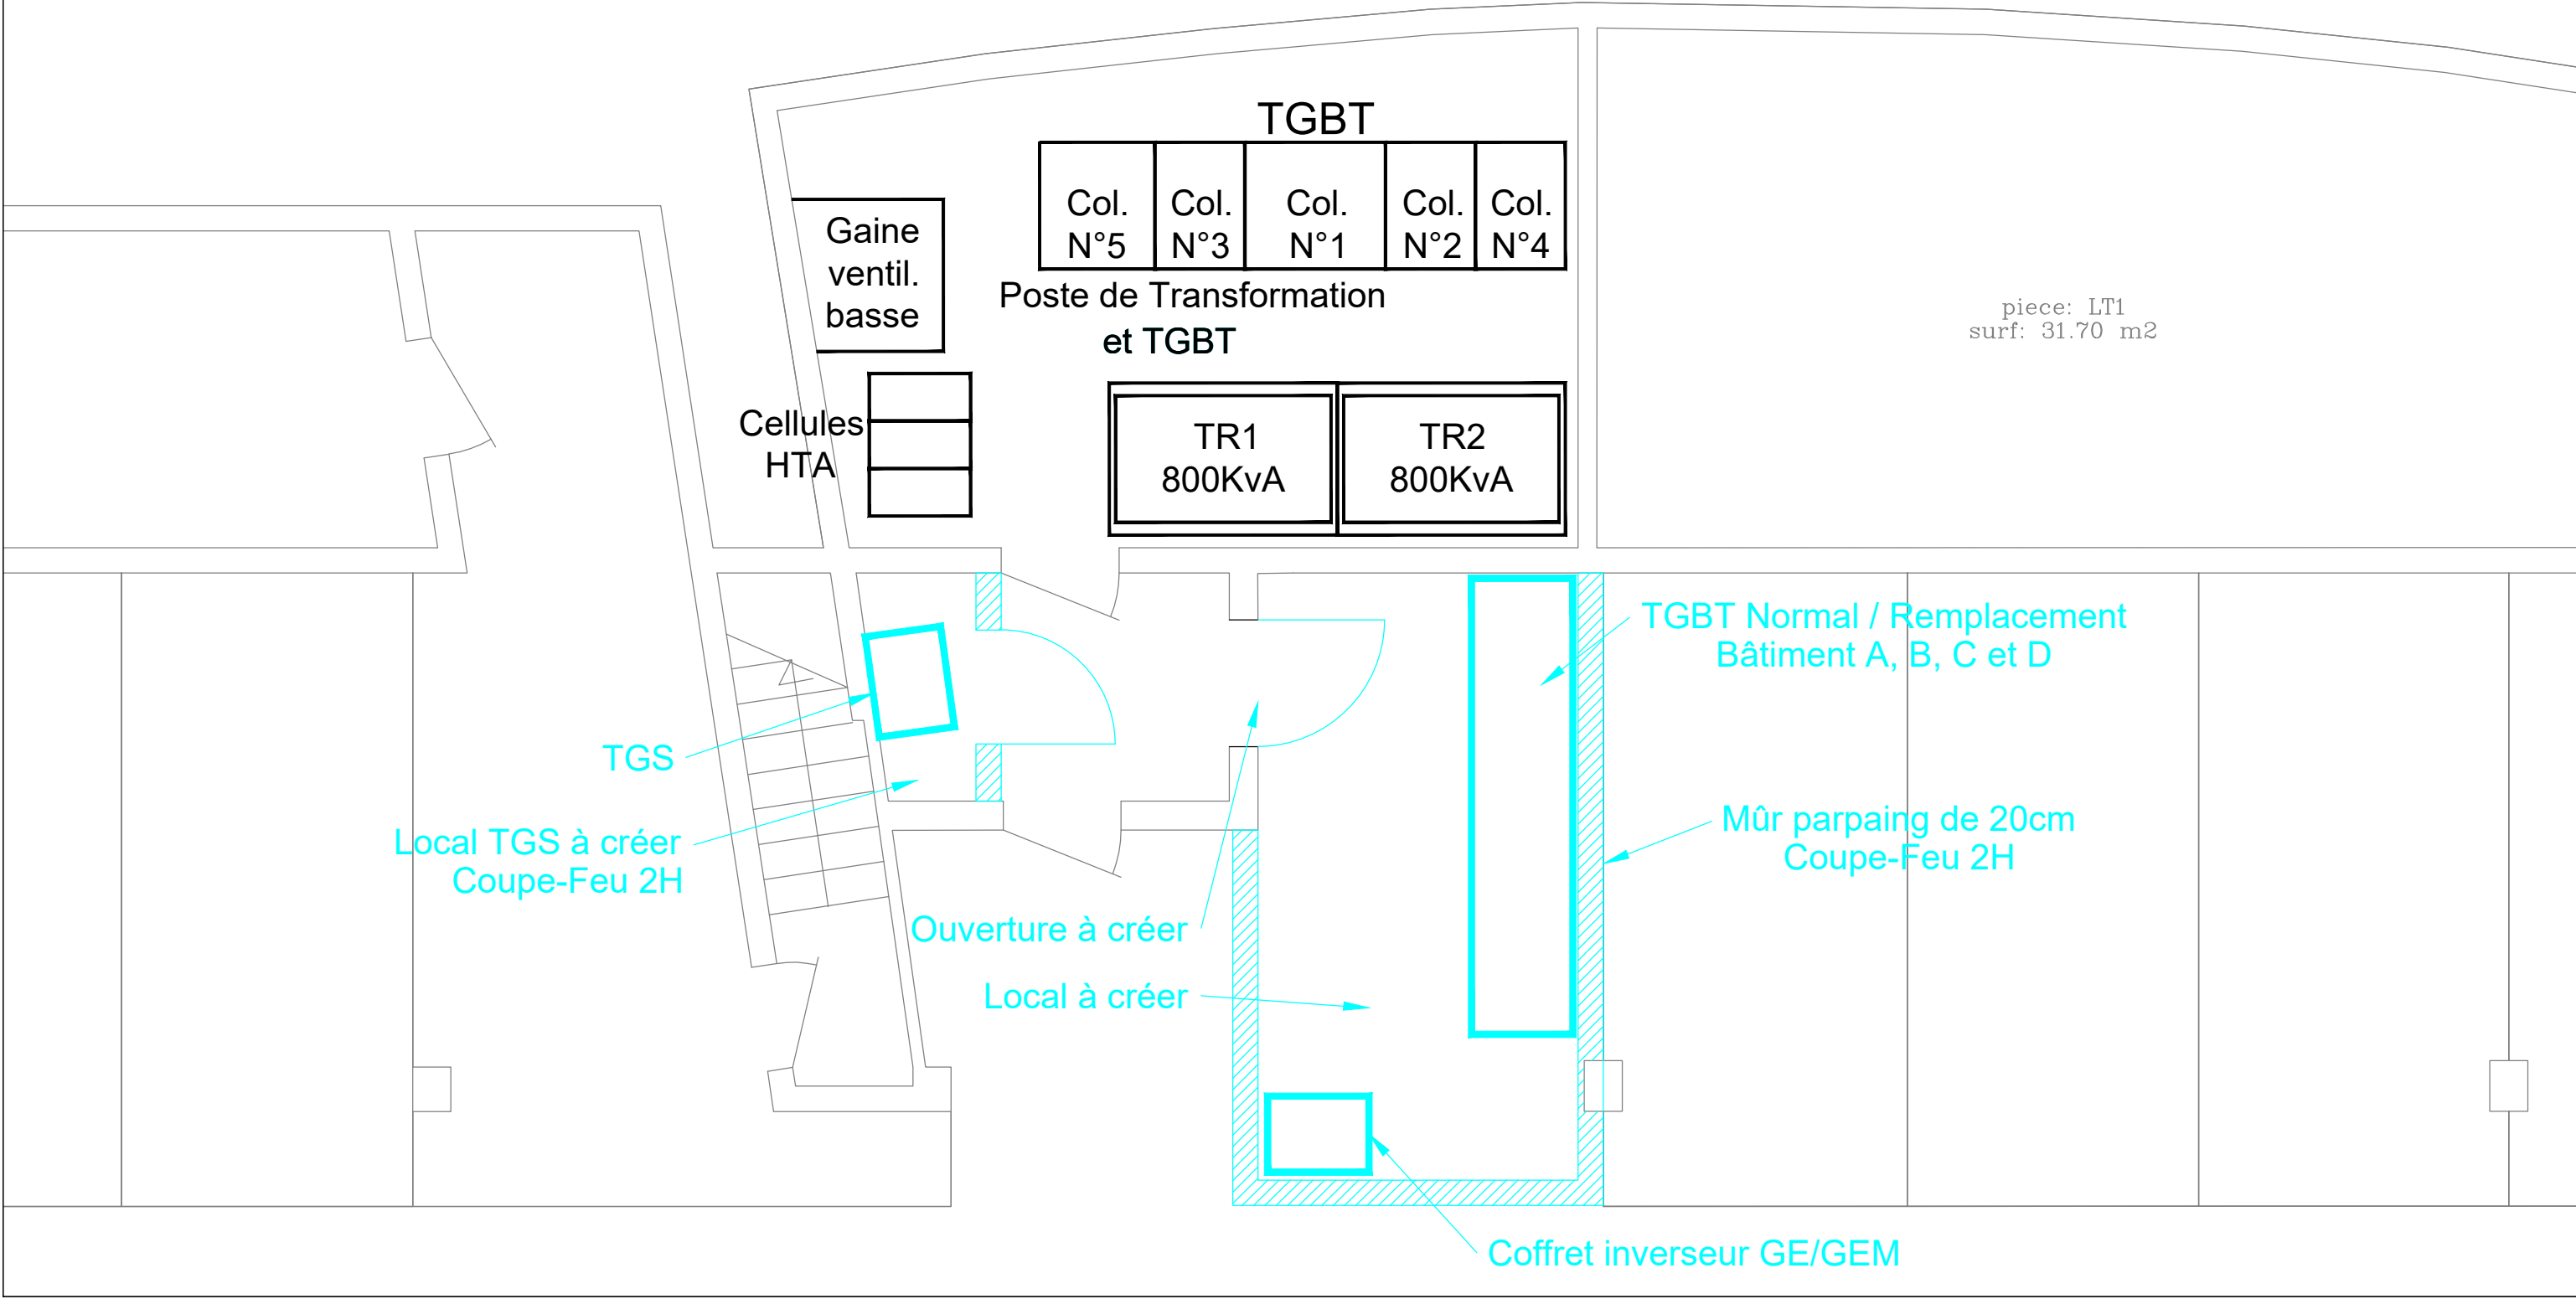 TGBT
Col.
N°5
Col.
N°3
Col.
N°1
Col.
N°2
Col.
N°4
Gaine
ventil.
basse
Poste de Transformation
et TGBT
piece: LT1
surf: 31.70 m2
Cellules
HTA
TR1
800KvA
TR2
800KvA
TGBT Normal / Remplacement
Bâtiment A, B, C et D
TGS
Local TGS à créer
Coupe-Feu 2H
Mûr parpaing de 20cm
Coupe-Feu 2H
Ouverture à créer
Local à créer
Coffret inverseur GE/GEM